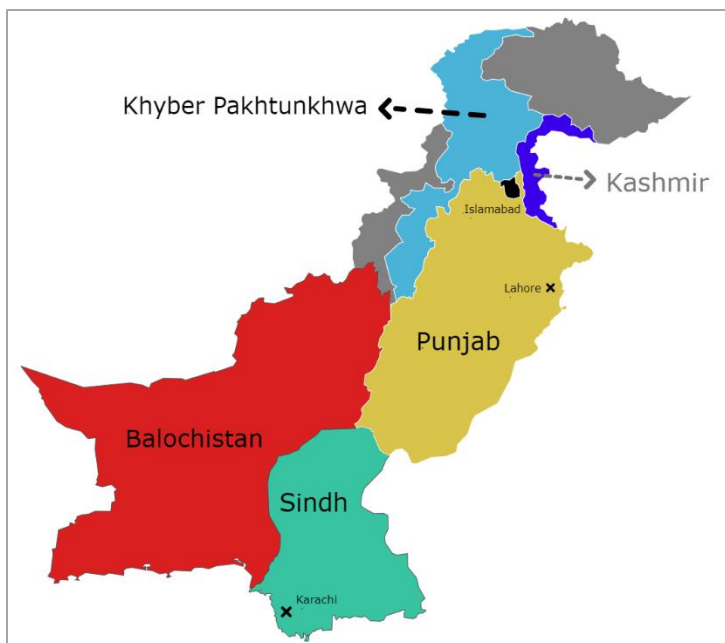 Khyber Pakhtunkhwa
Kashmir
Islamabad
Lahore
Punjab
Balochistan
Sindh
Karachi